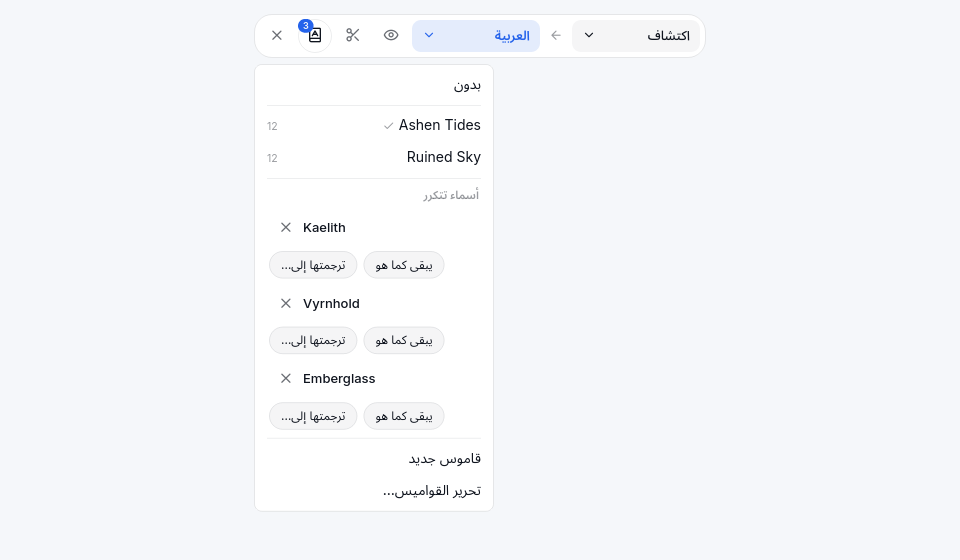 اكتشاف
العربية
3
بدون
Ashen Tides 12
Ruined Sky 12
أسماء تتكرر
Kaelith
يبقى كما هو
ترجمتها إلى...
Vyrnhold
يبقى كما هو
ترجمتها إلى...
Emberglass
يبقى كما هو
ترجمتها إلى...
قاموس جديد
تحرير القواميس...